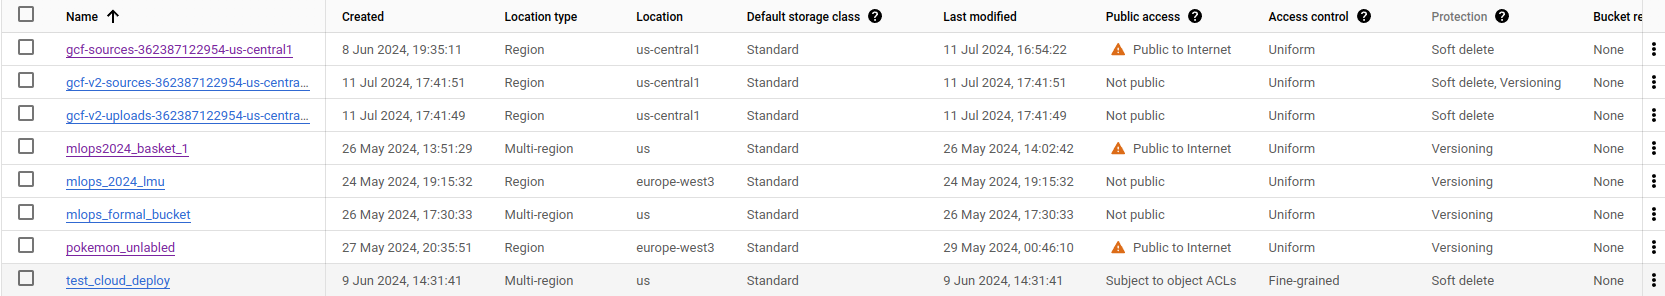 Name Created Location type Location Default storage class Last modified Public access Access control Protection Bucket re
gcf-sources-362387122954-us-central1 8 Jun 2024, 19:35:11 Region us-central1 Standard 11 Jul 2024, 16:54:22 Public to Internet Uniform Soft delete None
gcf-v2-sources-362387122954-us-centra... 11 Jul 2024, 17:41:51 Region us-central1 Standard 11 Jul 2024, 17:41:51 Not public Uniform Soft delete, Versioning None
gcf-v2-uploads-362387122954-us-centra... 11 Jul 2024, 17:41:49 Region us-central1 Standard 11 Jul 2024, 17:41:49 Not public Uniform Soft delete None
mlops2024_basket_1 26 May 2024, 13:51:29 Multi-region us Standard 26 May 2024, 14:02:42 Public to Internet Uniform Versioning None
mlops_2024_lmu 24 May 2024, 19:15:32 Region europe-west3 Standard 24 May 2024, 19:15:32 Not public Uniform Versioning None
mlops_formal_bucket 26 May 2024, 17:30:33 Multi-region us Standard 26 May 2024, 17:30:33 Not public Uniform Versioning None
pokemon_unlabled 27 May 2024, 20:35:51 Region europe-west3 Standard 29 May 2024, 00:46:10 Public to Internet Uniform Versioning None
test_cloud_deploy 9 Jun 2024, 14:31:41 Multi-region us Standard 9 Jun 2024, 14:31:41 Subject to object ACLs Fine-grained Soft delete None